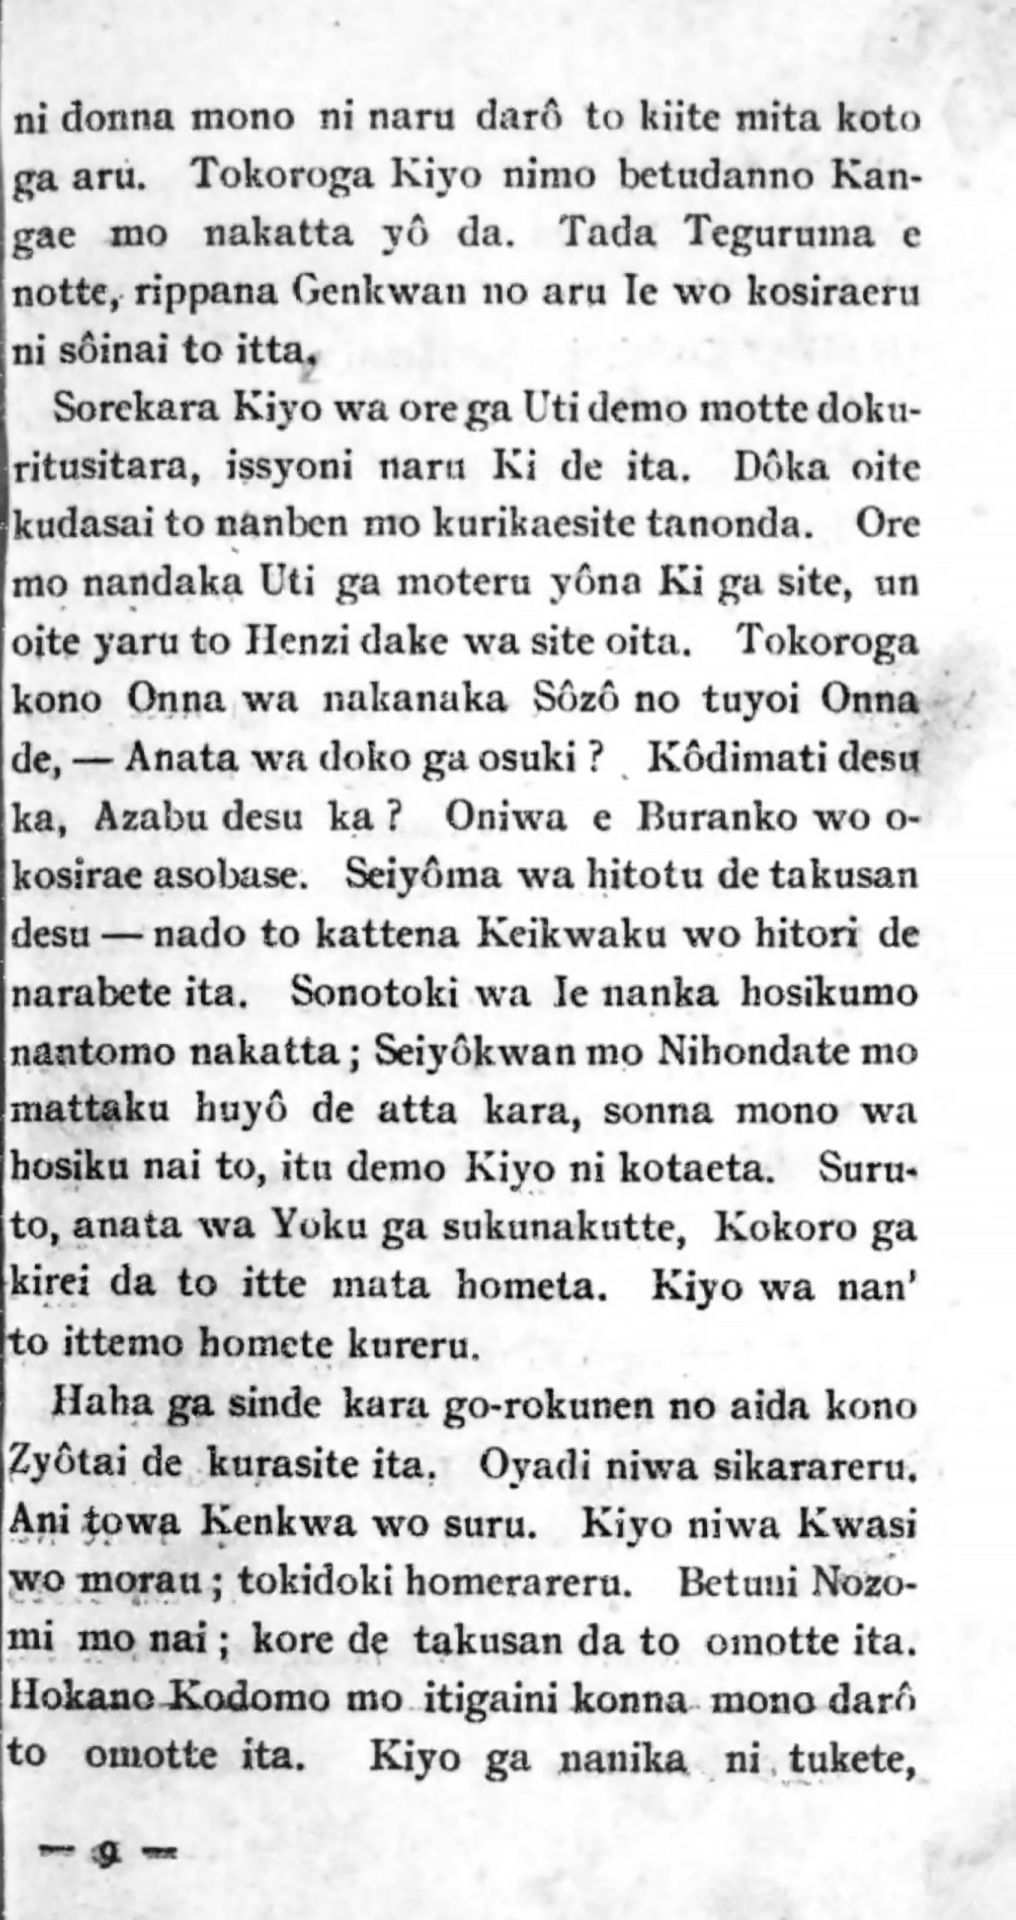 ni donna mono ni naru darô to kiite mita koto
ga aru. Tokoroga Kiyo nimo betudanno Kan-
gae mo nakatta yô da. Tada Teguruma e
notte, rippana Genkwan no aru Ie wo kosiraeru
ni sôinai to itta.
Sorekara Kiyo wa ore ga Uti demo motte doku-
ritusitara, issyoni naru Ki de ita. Dôka oite
kudasai to nanben mo kurikaesite tanonda. Ore
mo nandaka Uti ga moteru yôna Ki ga site, un
oite yaru to Henzi dake wa site oita. Tokoroga
kono Onna wa nakanaka Sôzô no tuyoi Onna
de, — Anata wa doko ga osuki? Kôdimati desu
ka, Azabu desu ka? Oniwa e Buranko wo o-
kosirae asobase. Seiyôma wa hitotu de takusan
desu — nado to kattena Keikwaku wo hitori de
narabete ita. Sonotoki wa Ie nanka hosikumo
nantomo nakatta; Seiyôkwan mo Nihondate mo
mattaku huyô de atta kara, sonna mono wa
hosiku nai to, itu demo Kiyo ni kotaeta. Suru-
to, anata wa Yoku ga sukunakutte, Kokoro ga
kirei da to itte mata hometa. Kiyo wa nan'
to ittemo homete kureru.
Haha ga sinde kara go-rokunen no aida kono
Zyôtai de kurasite ita. Oyadi niwa sikarareru.
Ani towa Kenkwa wo suru. Kiyo niwa Kwasi
wo morau; tokidoki homerareru. Betuni Nozo-
mi mo nai; kore de takusan da to omotte ita.
Hokano Kodomo mo itigaini konna mono darô
to omotte ita. Kiyo ga nanika ni tukete,
— 9 —